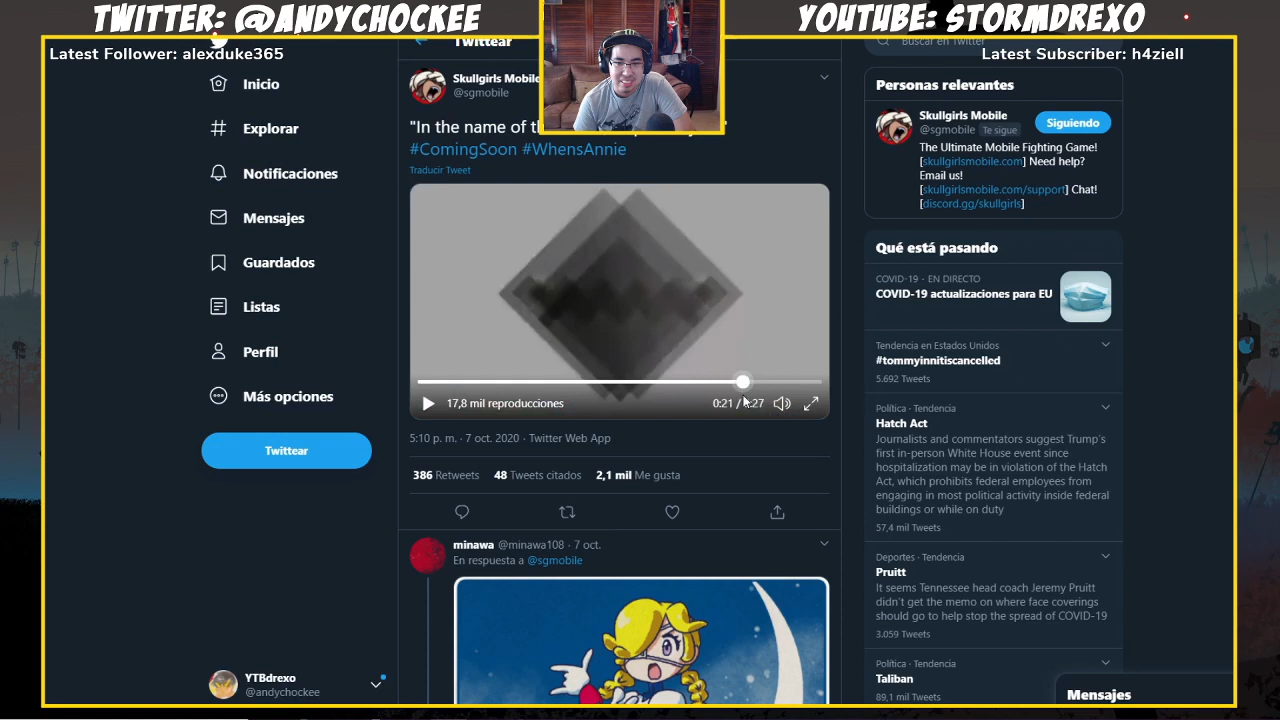 TWITTER: @ANDYCHOCKEE
YOUTUBE: STORMDREXO
Latest Follower: alexduke365
Latest Subscriber: h4ziell
Twittear
Buscar en Twitter
Inicio
Explorar
Notificaciones
Mensajes
Guardados
Listas
Perfil
Más opciones
Twittear
YTBdrexo
@andychockee
Skullgirls Mobile
@sgmobile
"In the name of
#ComingSoon #WhensAnnie
Traducir Tweet
17,8 mil reproducciones
0:21 / 0:27
5:10 p. m. · 7 oct. 2020 · Twitter Web App
386 Retweets 48 Tweets citados 2,1 mil Me gusta
minawa @minawa108 · 7 oct.
En respuesta a @sgmobile
Personas relevantes
Skullgirls Mobile
@sgmobile Te sigue
Siguiendo
The Ultimate Mobile Fighting Game!
[skullgirlsmobile.com] Need help?
Email us!
[skullgirlsmobile.com/support] Chat!
[discord.gg/skullgirls]
Qué está pasando
COVID-19 · EN DIRECTO
COVID-19 actualizaciones para EU
Tendencia en Estados Unidos
#tommyinnitiscancelled
5.692 Tweets
Política · Tendencia
Hatch Act
Journalists and commentators suggest Trump's
first in-person White House event since
hospitalization may be in violation of the Hatch
Act, which prohibits federal employees from
engaging in most political activity inside federal
buildings or while on duty
57,4 mil Tweets
Deportes · Tendencia
Pruitt
It seems Tennessee head coach Jeremy Pruitt
didn't get the memo on where face coverings
should go to help stop the spread of COVID-19
3.059 Tweets
Política · Tendencia
Taliban
89,1 mil Tweets
Mensajes